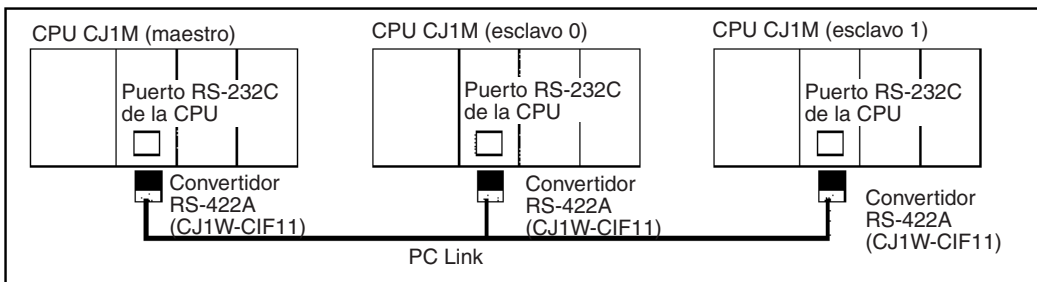 CPU CJ1M (maestro)
Puerto RS-232C
de la CPU
Convertidor
RS-422A
(CJ1W-CIF11)
CPU CJ1M (esclavo 0)
Puerto RS-232C
de la CPU
Convertidor
RS-422A
(CJ1W-CIF11)
CPU CJ1M (esclavo 1)
Puerto RS-232C
de la CPU
Convertidor
RS-422A
(CJ1W-CIF11)
PC Link